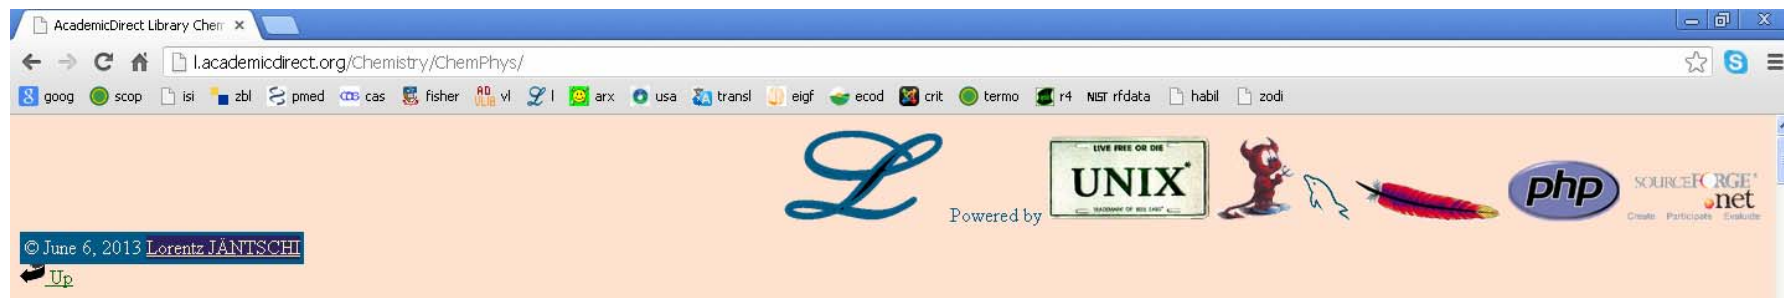 AcademicDirect Library Chem
l.academicdirect.org/Chemistry/ChemPhys/
goog scop isi zbl pmed cas fisher vl l arx usa transl eigf ecod crit termo r4 NIST rfdata habil zodi
LIVE FREE OR DIE
UNIX*
Powered by
php
SOURCEFORGE
.net
Create Participate Evaluate
© June 6, 2013 Lorentz JÄNTSCHI
Up